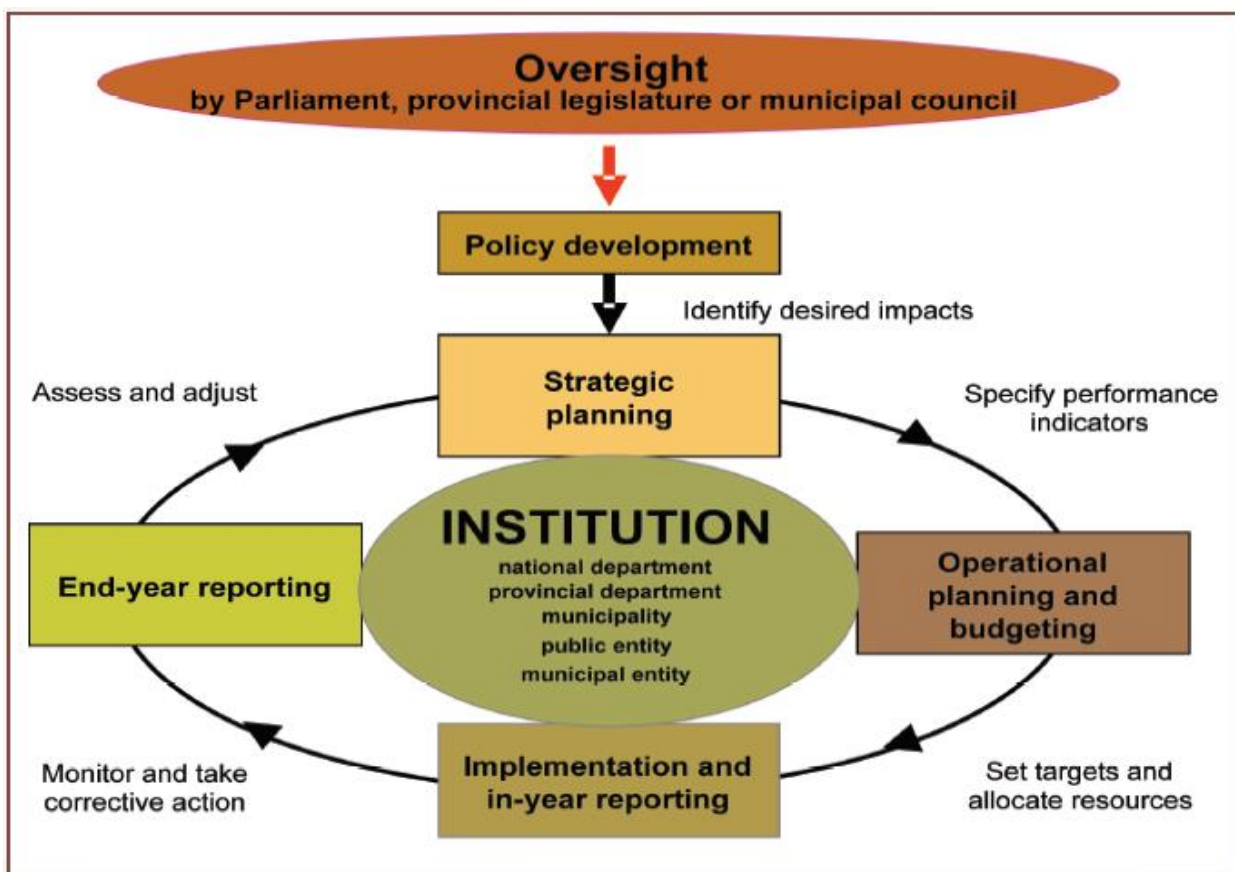 Oversight
by Parliament, provincial legislature or municipal council
Policy development
Identify desired impacts
Strategic
planning
Assess and adjust
Specify performance
indicators
INSTITUTION
national department
provincial department
municipality
public entity
municipal entity
End-year reporting
Operational
planning and
budgeting
Implementation and
in-year reporting
Monitor and take
corrective action
Set targets and
allocate resources